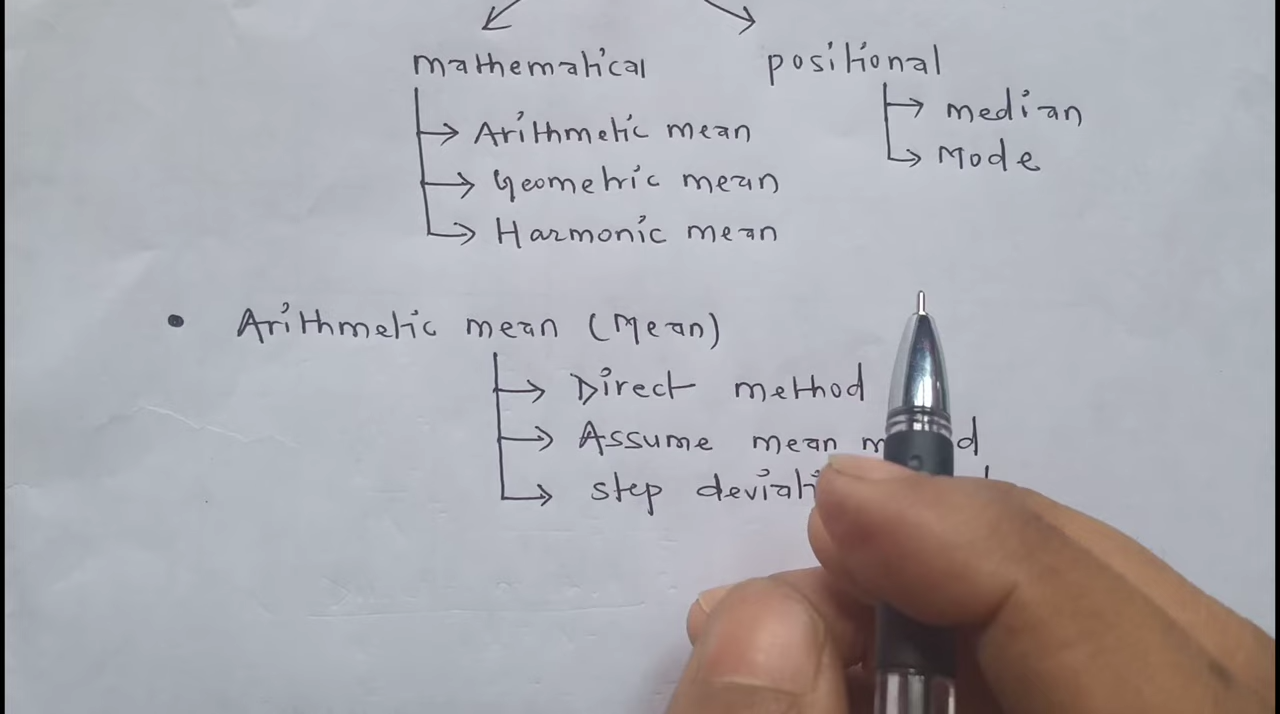 mathematical positional
Arithmetic mean median
Geometric mean Mode
Harmonic mean
• Arithmetic mean (Mean)
Direct method
Assume mean
step